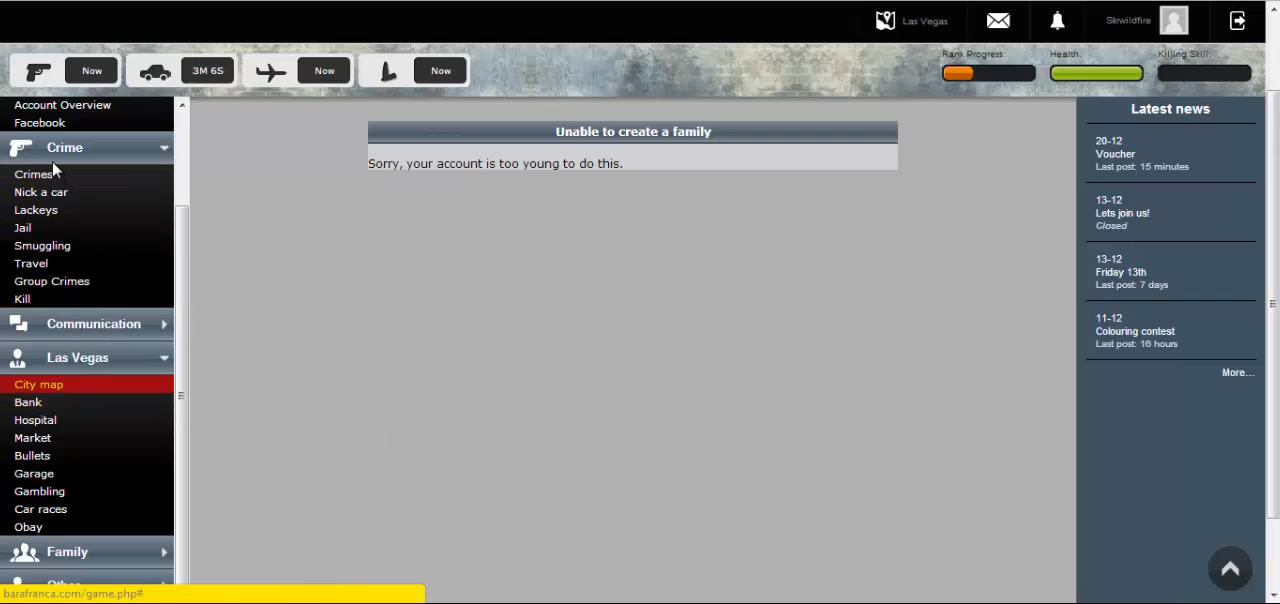 Las Vegas
Skrwildfire
Now
3M 6S
Now
Now
Rank Progress:
Health:
Killing Skill:
Account Overview
Facebook
Crime
Crimes
Nick a car
Lackeys
Jail
Smuggling
Travel
Group Crimes
Kill
Communication
Las Vegas
City map
Bank
Hospital
Market
Bullets
Garage
Gambling
Car races
Obay
Family
Other
barafranca.com/game.php#
Unable to create a family
Sorry, your account is too young to do this.
Latest news
20-12
Voucher
Last post: 15 minutes
13-12
Lets join us!
Closed
13-12
Friday 13th
Last post: 7 days
11-12
Colouring contest
Last post: 16 hours
More...